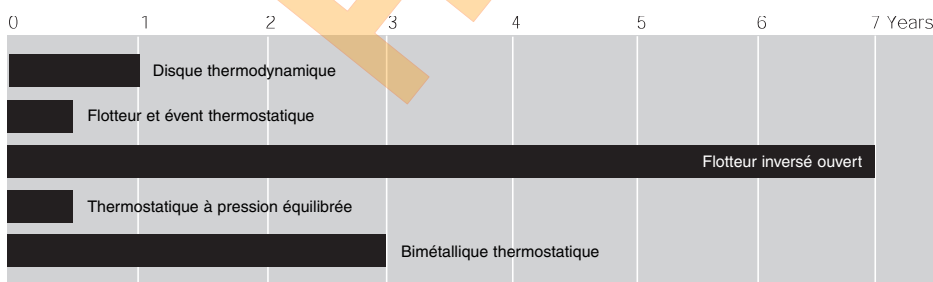 0 1 2 3 4 5 6 7 Years
Disque thermodynamique
Flotteur et évent thermostatique
Flotteur inversé ouvert
Thermostatique à pression équilibrée
Bimétallique thermostatique